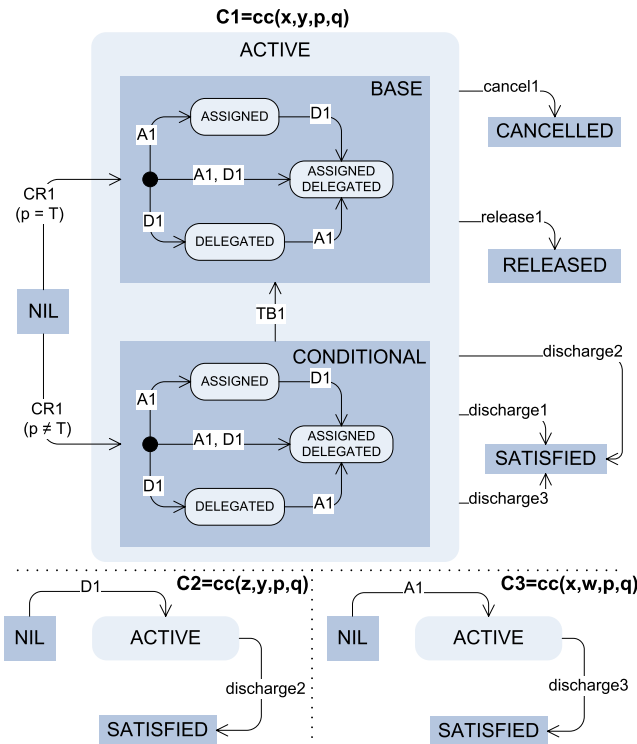 C1=cc(x,y,p,q)
ACTIVE
BASE
ASSIGNED
D1
A1
A1, D1
ASSIGNED
DELEGATED
D1
DELEGATED
A1
cancel1
CANCELLED
release1
RELEASED
CR1
(p = T)
NIL
CR1
(p ≠ T)
TB1
CONDITIONAL
ASSIGNED
D1
A1
A1, D1
ASSIGNED
DELEGATED
D1
DELEGATED
A1
discharge2
discharge1
SATISFIED
discharge3
C2=cc(z,y,p,q)
D1
NIL
ACTIVE
discharge2
SATISFIED
C3=cc(x,w,p,q)
A1
NIL
ACTIVE
discharge3
SATISFIED